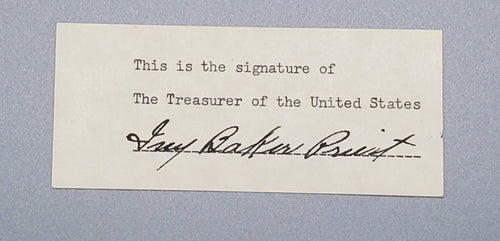 This is the signature of
The Treasurer of the United States
Ivy Baker Priest